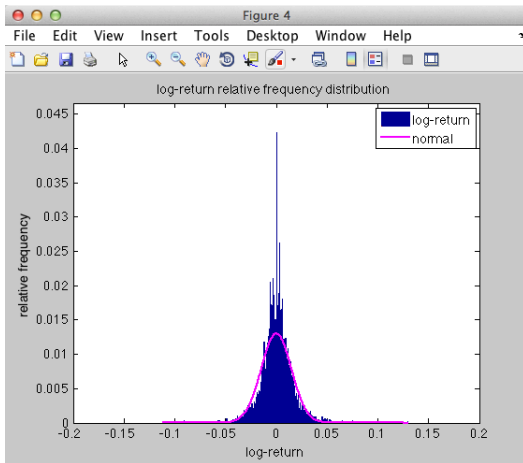 Figure 4
File Edit View Insert Tools Desktop Window Help
log-return relative frequency distribution
log-return
normal
relative frequency
0.045
0.04
0.035
0.03
0.025
0.02
0.015
0.01
0.005
0
-0.2 -0.15 -0.1 -0.05 0 0.05 0.1 0.15 0.2
log-return